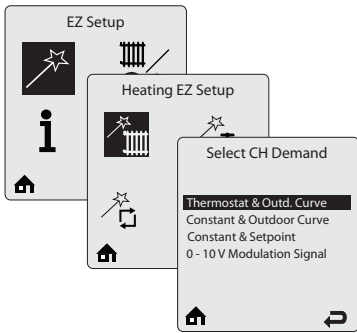 EZ Setup
Heating EZ Setup
Select CH Demand
Thermostat & Outd. Curve
Constant & Outdoor Curve
Constant & Setpoint
0 - 10 V Modulation Signal